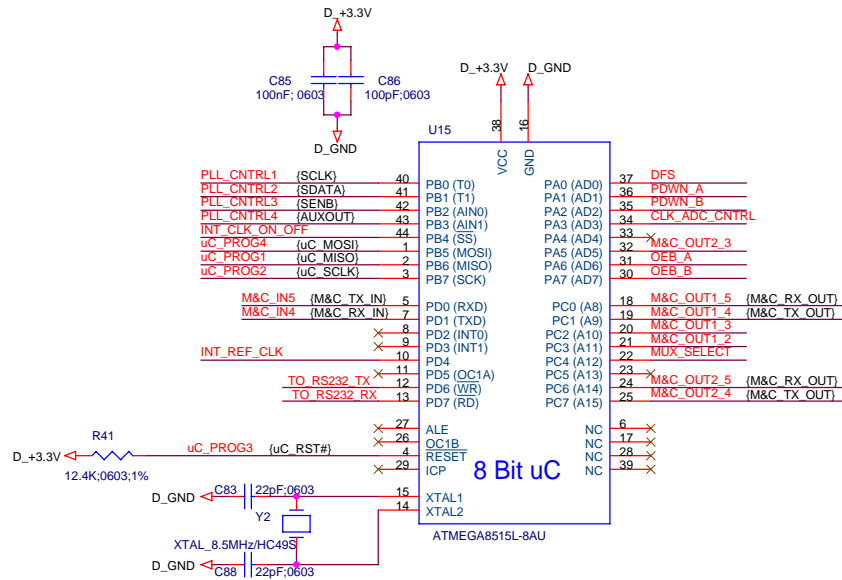 D_+3.3V
C85
100nF; 0603
C86
100pF;0603
D_GND
D_+3.3V
D_GND
U15
38
16
VCC
GND
PLL_CNTRL1 {SCLK} 40 PB0 (T0) PA0 (AD0) 37 DFS
PLL_CNTRL2 {SDATA} 41 PB1 (T1) PA1 (AD1) 36 PDWN_A
PLL_CNTRL3 {SENB} 42 PB2 (AIN0) PA2 (AD2) 35 PDWN_B
PLL_CNTRL4 {AUXOUT} 43 PB3 (AIN1) PA3 (AD3) 34 CLK_ADC_CNTRL
INT_CLK_ON_OFF 44 PB4 (SS) PA4 (AD4) 33
uC_PROG4 {uC_MOSI} 1 PB5 (MOSI) PA5 (AD5) 32 M&C_OUT2_3
uC_PROG1 {uC_MISO} 2 PB6 (MISO) PA6 (AD6) 31 OEB_A
uC_PROG2 {uC_SCLK} 3 PB7 (SCK) PA7 (AD7) 30 OEB_B
M&C_IN5 {M&C_TX_IN} 5 PD0 (RXD) PC0 (A8) 18 M&C_OUT1_5 {M&C_RX_OUT}
M&C_IN4 {M&C_RX_IN} 7 PD1 (TXD) PC1 (A9) 19 M&C_OUT1_4 {M&C_TX_OUT}
8 PD2 (INT0) PC2 (A10) 20 M&C_OUT1_3
9 PD3 (INT1) PC3 (A11) 21 M&C_OUT1_2
INT_REF_CLK 10 PD4 PC4 (A12) 22 MUX_SELECT
11 PD5 (OC1A) PC5 (A13) 23
TO_RS232_TX 12 PD6 (WR) PC6 (A14) 24 M&C_OUT2_5 {M&C_RX_OUT}
TO_RS232_RX 13 PD7 (RD) PC7 (A15) 25 M&C_OUT2_4 {M&C_TX_OUT}
27 ALE NC 6
26 OC1B NC 17
R41
D_+3.3V uC_PROG3 {uC_RST#} 4 RESET NC 28
12.4K;0603;1% 29 ICP NC 39
8 Bit uC
D_GND C83 22pF;0603 15 XTAL1
14 XTAL2
Y2
XTAL_8.5MHz/HC49S
D_GND C88 22pF;0603
ATMEGA8515L-8AU